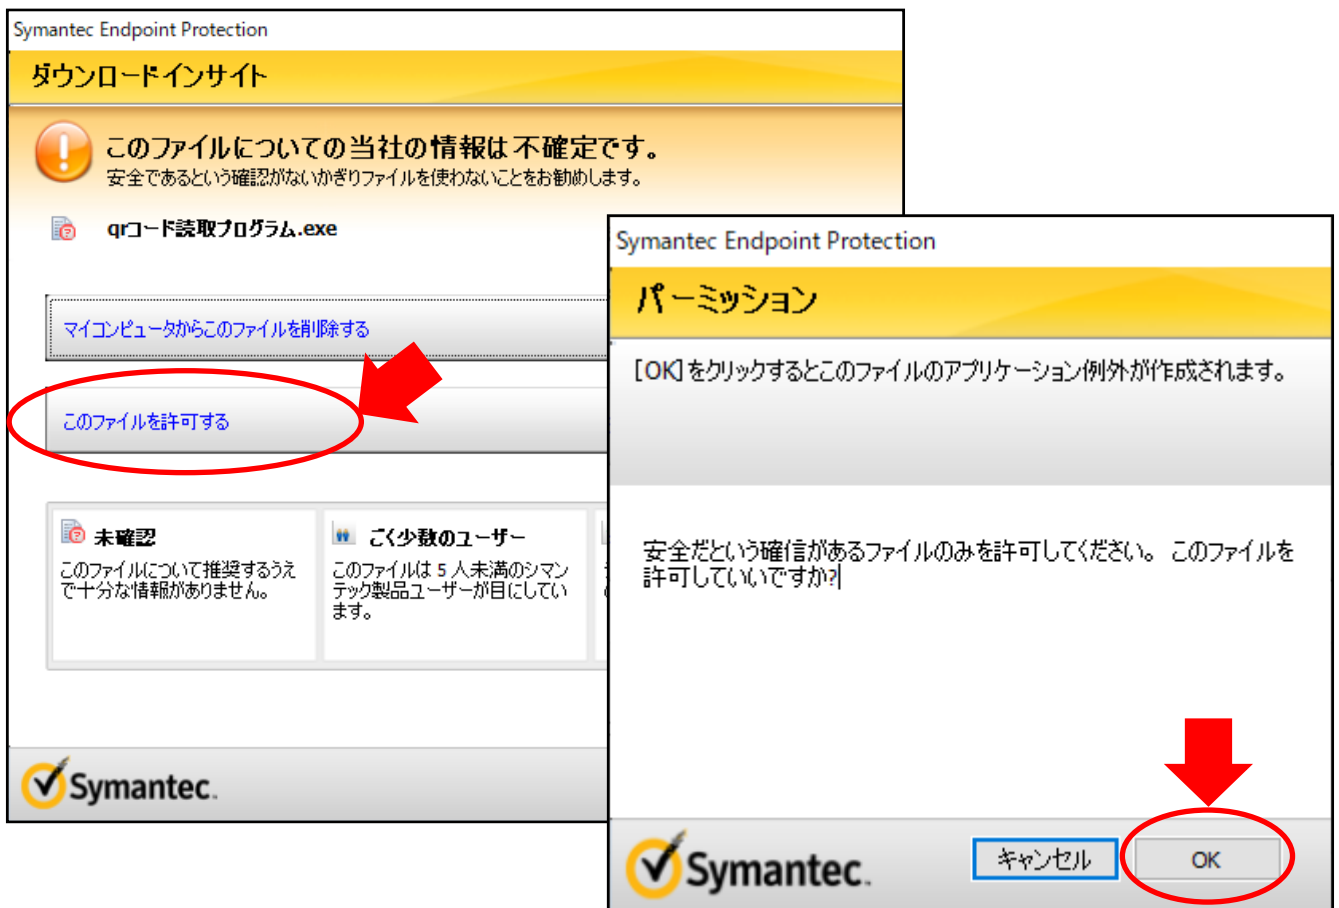 Symantec Endpoint Protection
ダウンロードインサイト
このファイルについての当社の情報は不確定です。
安全であるという確認がないかぎりファイルを使わないことをお勧めします。
qrコード読取プログラム.exe
マイコンピュータからこのファイルを削除する
このファイルを許可する
未確認
このファイルについて推奨するうえ
で十分な情報がありません。
ごく少数のユーザー
このファイルは 5 人未満のシマン
テック製品ユーザーが目にしてい
ます。
Symantec.
Symantec Endpoint Protection
パーミッション
[OK]をクリックするとこのファイルのアプリケーション例外が作成されます。
安全だという確信があるファイルのみを許可してください。 このファイルを
許可していいですか?
Symantec.
キャンセル
OK